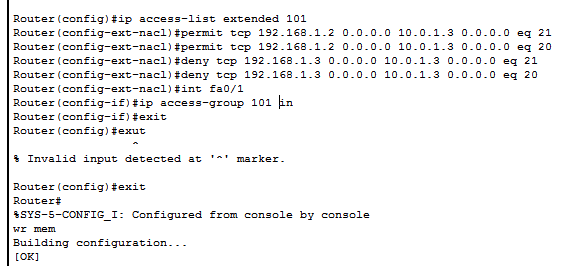 Router(config)#ip access-list extended 101
Router(config-ext-nacl)#permit tcp 192.168.1.2 0.0.0.0 10.0.1.3 0.0.0.0 eq 21
Router(config-ext-nacl)#permit tcp 192.168.1.2 0.0.0.0 10.0.1.3 0.0.0.0 eq 20
Router(config-ext-nacl)#deny tcp 192.168.1.3 0.0.0.0 10.0.1.3 0.0.0.0 eq 21
Router(config-ext-nacl)#deny tcp 192.168.1.3 0.0.0.0 10.0.1.3 0.0.0.0 eq 20
Router(config-ext-nacl)#int fa0/1
Router(config-if)#ip access-group 101 in
Router(config-if)#exit
Router(config)#exut
^
% Invalid input detected at '^' marker.
Router(config)#exit
Router#
%SYS-5-CONFIG_I: Configured from console by console
wr mem
Building configuration...
[OK]